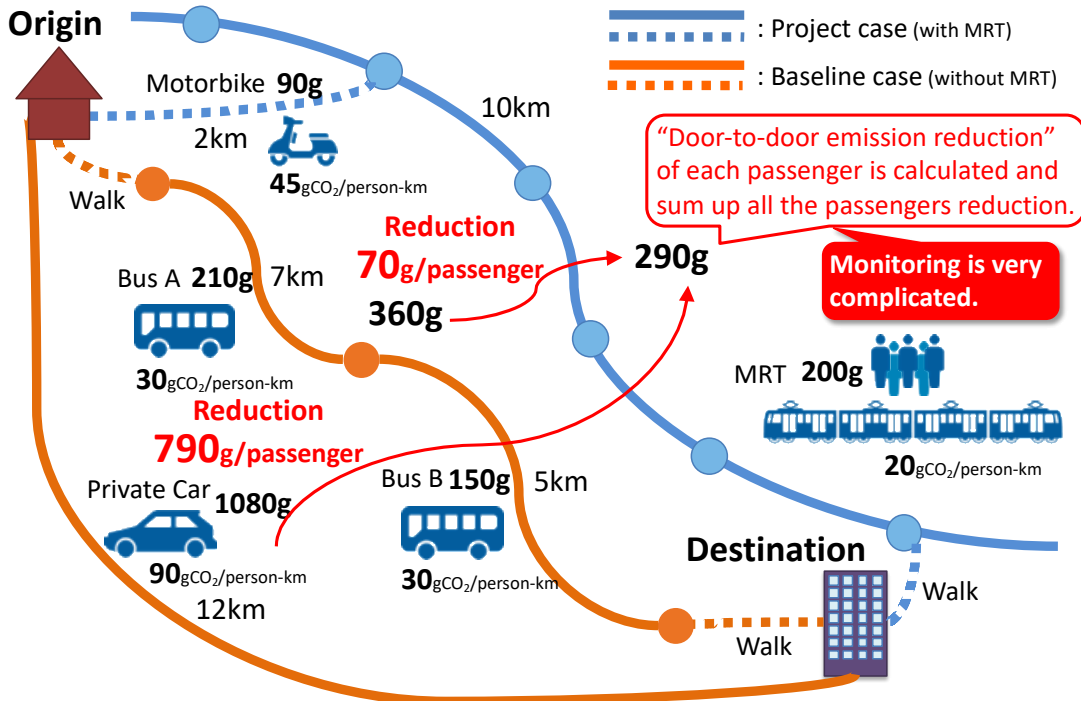 Origin
: Project case (with MRT)
: Baseline case (without MRT)
Motorbike 90g
2km
45gCO₂/person-km
10km
“Door-to-door emission reduction”
of each passenger is calculated and
sum up all the passengers reduction.
Walk
Reduction
70g/passenger
290g
360g
Monitoring is very
complicated.
Bus A 210g
7km
30gCO₂/person-km
MRT 200g
20gCO₂/person-km
Reduction
790g/passenger
Private Car 1080g
90gCO₂/person-km
12km
Bus B 150g
5km
30gCO₂/person-km
Destination
Walk
Walk